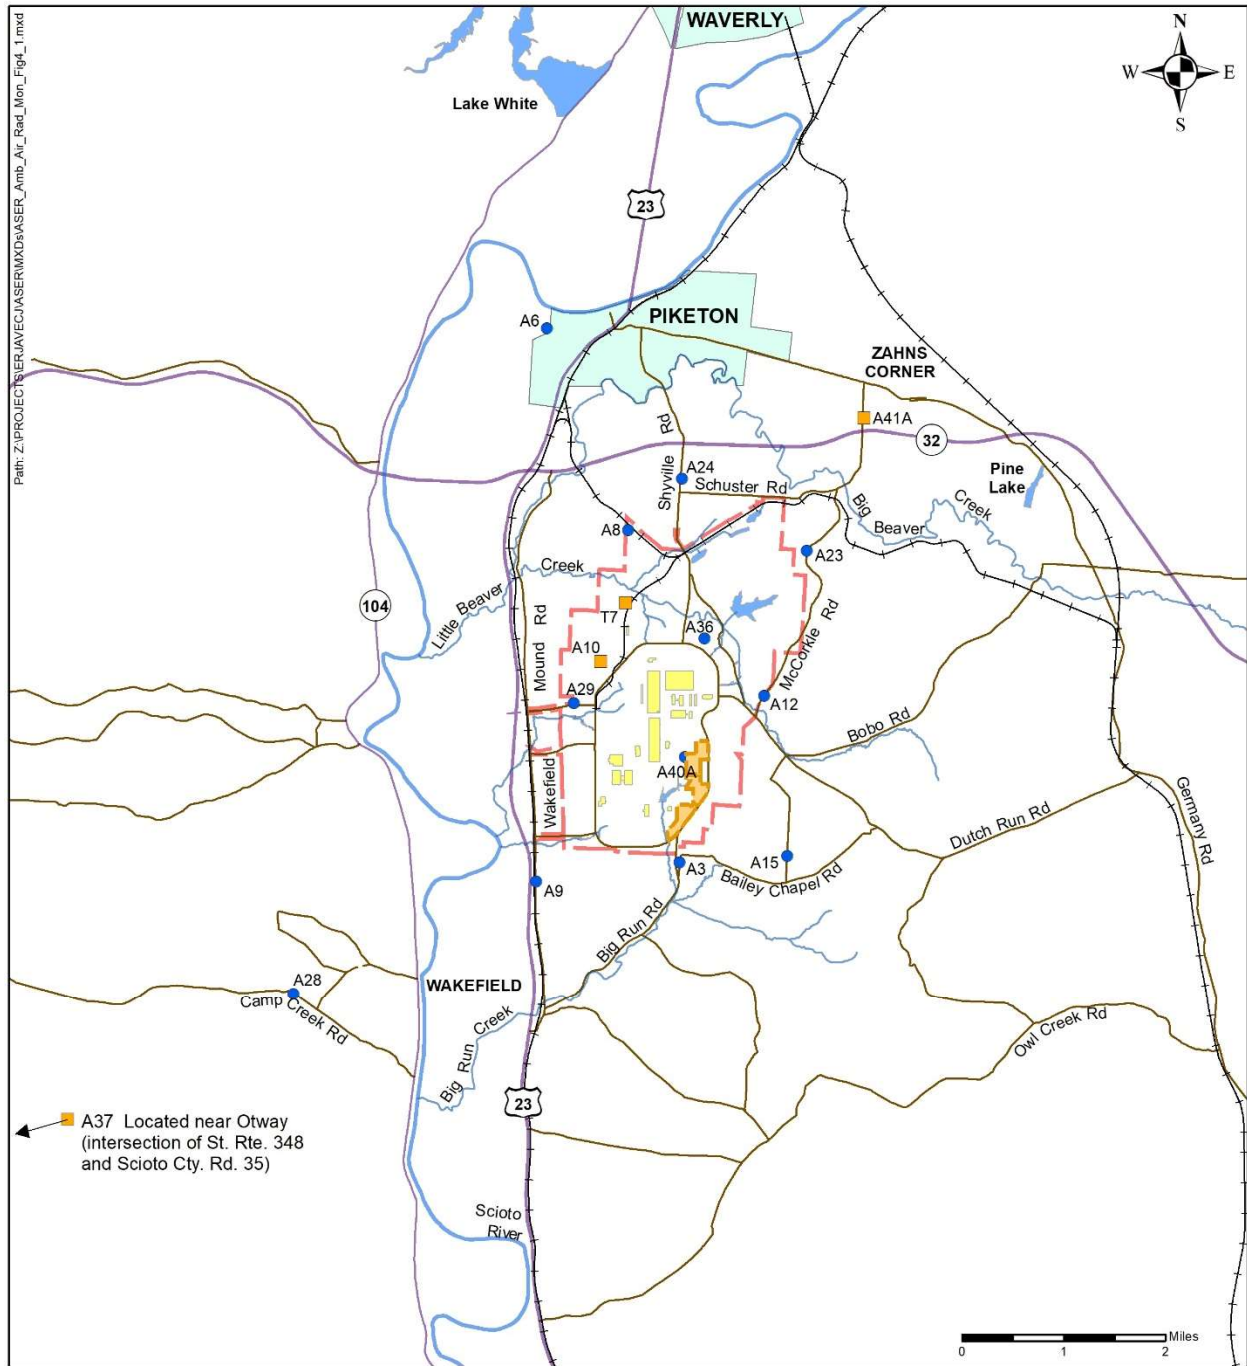 Path: Z:\PROJECTS\ERJAVECJ\ASER\MXDs\ASER_Amb_Air_Rad_Mon_Fig4_1.mxd
WAVERLY
N
W
E
S
Lake White
23
A6
PIKETON
ZAHNS
CORNER
A41A
32
Shyville Rd
A24
Schuster Rd
Pine
Lake
Big Beaver Creek
A8
A23
Little Beaver Creek
104
T7
Mound Rd
A36
McCorkle Rd
A10
A29
A12
Bobo Rd
A40A
Wakefield
Germany Rd
Dutch Run Rd
A15
A3
Bailey Chapel Rd
A9
Big Run Rd
A28
WAKEFIELD
Camp Creek Rd
Big Run Creek
Owl Creek Rd
23
A37 Located near Otway
(intersection of St. Rte. 348
and Scioto Cty. Rd. 35)
Scioto
River
Miles
0
1
2